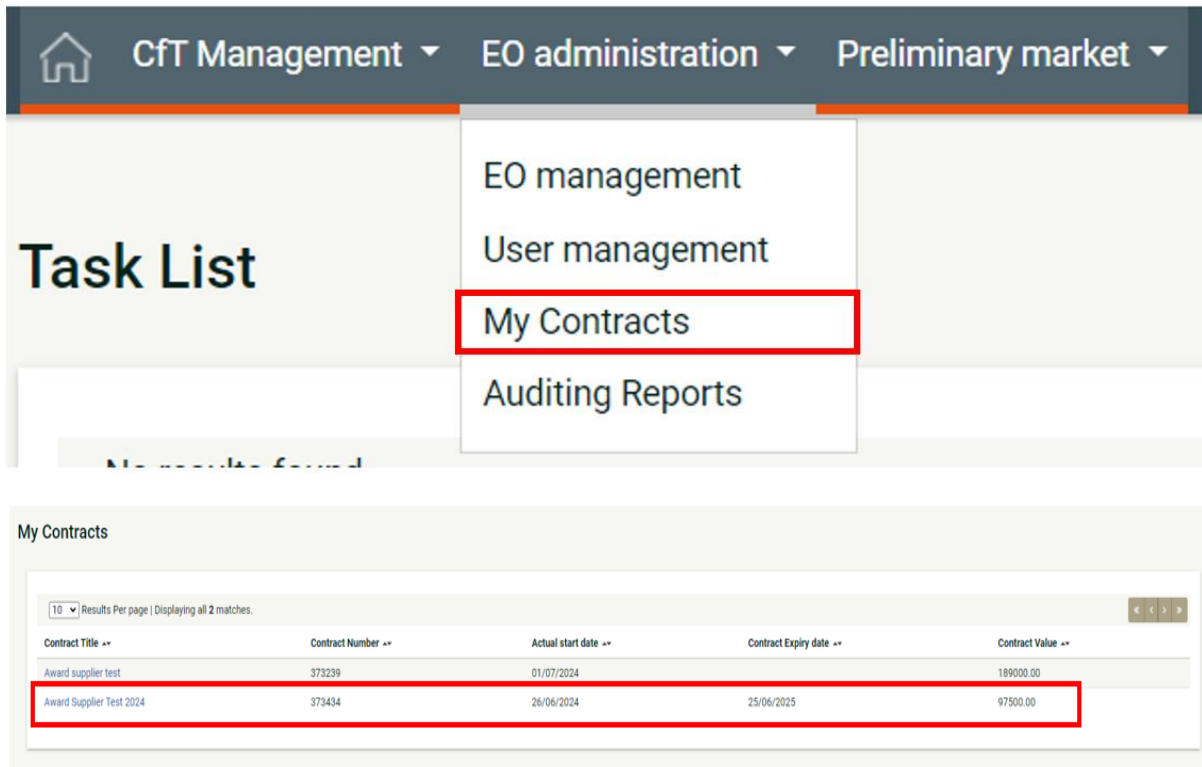 CfT Management EO administration Preliminary market
EO management
User management
Task List
My Contracts
Auditing Reports
No results found
My Contracts
10 Results Per page | Displaying all 2 matches.
Contract Title Contract Number Actual start date Contract Expiry date Contract Value
Award supplier test 373239 01/07/2024 189000.00
Award Supplier Test 2024 373434 26/06/2024 25/06/2025 97500.00